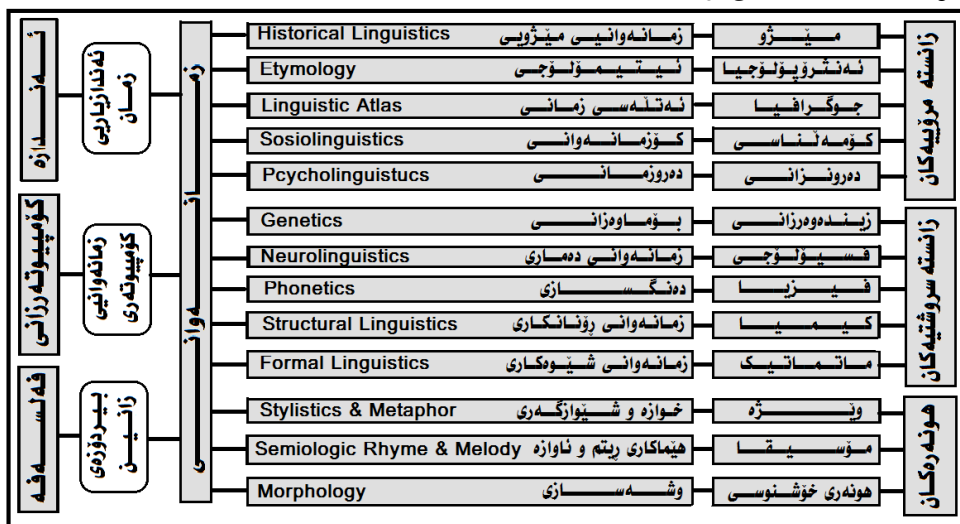 زانستە مرۆییەکان
مێژوو
زمانەوانیی مێژویی Historical Linguistics
ئەنثرۆپۆلۆجیا
ئیتیمۆلۆجی Etymology
جوگرافیا
ئەتڵەسی زمانی Linguistic Atlas
کۆمەڵناسی
کۆزمانەوانی Sosiolinguistics
دەرونزانی
دەروزمانی Pcycholinguistucs
زانستە سروشتیەکان
زیندەوەرزانی
بۆماوەزانی Genetics
فسیۆلۆجی
زمانەوانی دەماری Neurolinguistics
فیزیا
دەنگسازی Phonetics
کیمیا
زمانەوانی ڕۆنانکاری Structural Linguistics
ماتماتیک
زمانەوانی شێوەکاری Formal Linguistics
هونەرەکان
وێژە
خوازە و شێوازگەری Stylistics & Metaphor
مۆسیقا
هێماکاری ڕیتم و ئاوازە Semiologic Rhyme & Melody
هونەری خۆشنوسی
وشەسازی Morphology
زمانەوانی
ئەندازیاریی
زمان
ئەندازە
زمانەوانیی
کۆمپیوتەری
کۆمپیوتەرزانی
بیردۆزەی
زانین
فەلسەفە